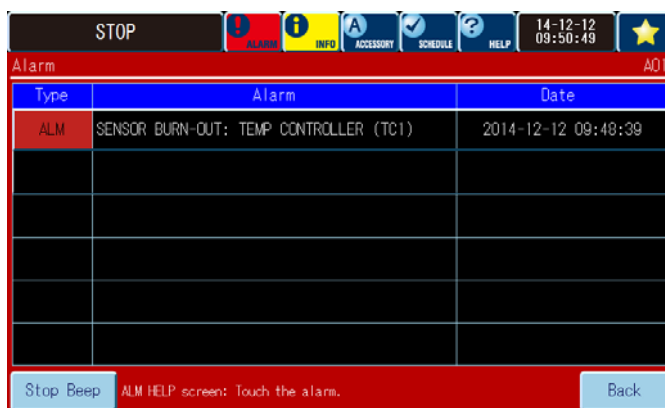 STOP
ALARM
INFO
ACCESSORY
SCHEDULE
HELP
14-12-12
09:50:49
Alarm A01
Type Alarm Date
ALM SENSOR BURN-OUT: TEMP CONTROLLER (TC1) 2014-12-12 09:48:39
Stop Beep ALM HELP screen: Touch the alarm. Back